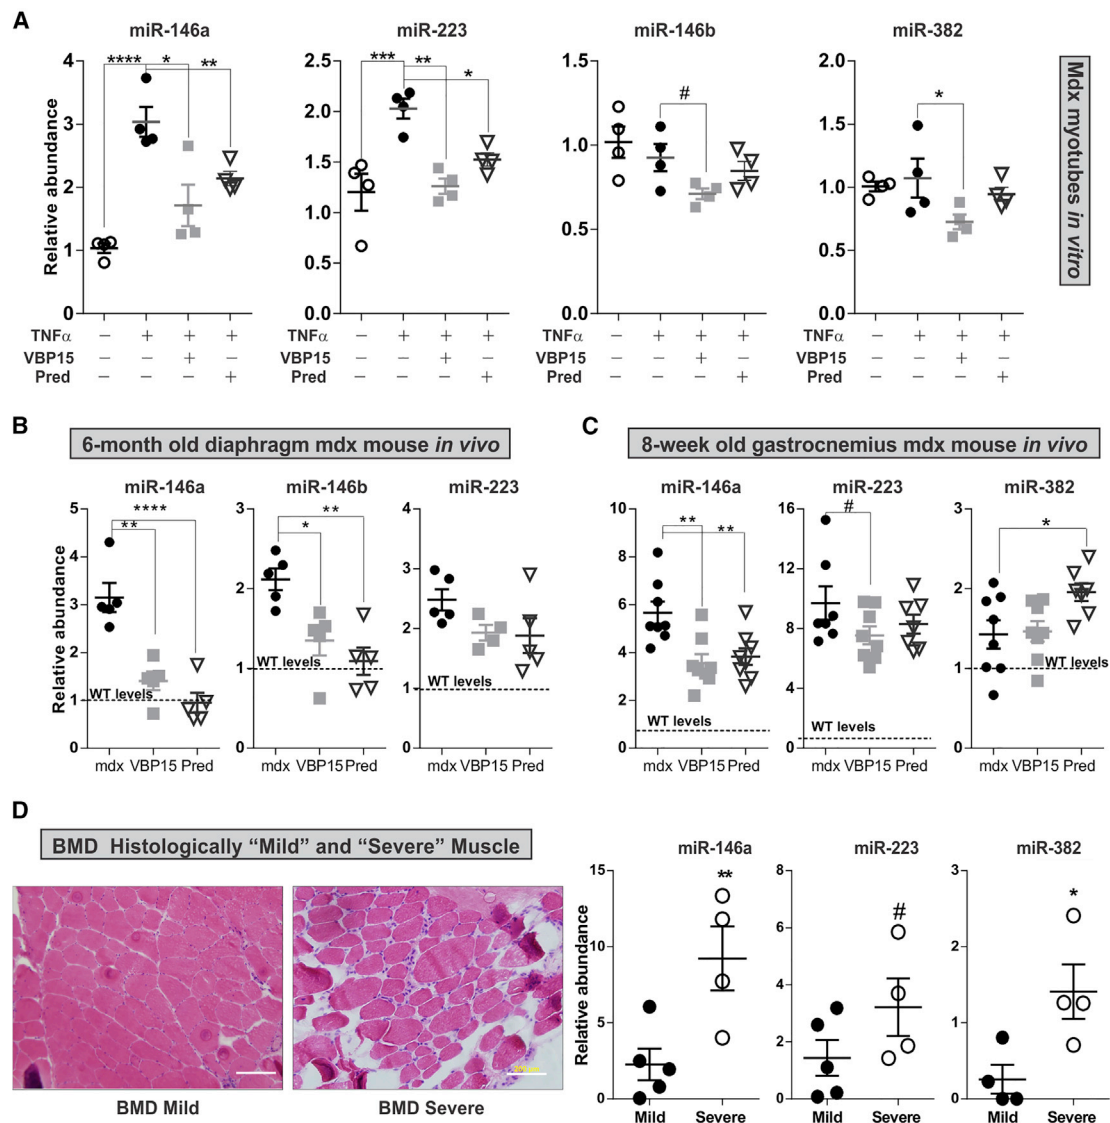 A
miR-146a miR-223 miR-146b miR-382
**** * **
*** ** *
#
*
Relative abundance
4
3
2
1
0
2.5
2.0
1.5
1.0
0.5
0.0
1.5
1.0
0.5
0.0
2.0
1.5
1.0
0.5
0.0
Mdx myotubes in vitro
TNFα − + + + TNFα − + + + TNFα − + + + TNFα − + + +
VBP15 + VBP15 + VBP15 + VBP15 +
Pred − − + Pred − − + Pred − − + Pred − − +
B
6-month old diaphragm mdx mouse in vivo
miR-146a miR-146b miR-223
****
**
**
*
Relative abundance
5
4
3
2
1
0
3
2
1
0
4
3
2
1
0
WT levels
WT levels
mdx VBP15 Pred mdx VBP15 Pred mdx VBP15 Pred
C
8-week old gastrocnemius mdx mouse in vivo
miR-146a miR-223 miR-382
** **
#
*
10
8
6
4
2
0
16
12
8
4
0
3
2
1
0
WT levels
WT levels
WT levels
mdx VBP15 Pred mdx VBP15 Pred mdx VBP15 Pred
D
BMD Histologically “Mild” and “Severe” Muscle
BMD Mild BMD Severe
miR-146a miR-223 miR-382
** # *
Relative abundance
15
10
5
0
8
6
4
2
0
3
2
1
0
Mild Severe Mild Severe Mild Severe